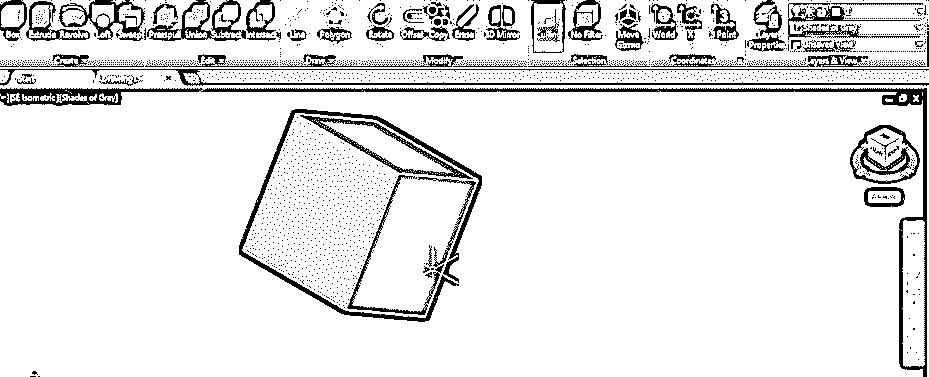 Box Extrude Revolve Loft Sweep Presspull Union Subtract Intersect Line Polygon Rotate Offset Copy Erase 3D Mirror No Filter Move Gizmo World X 3 Point Layer Properties
Create Edit Draw Modify Selection Coordinates Layers & View
Start
[SE Isometric][Shades of Gray]